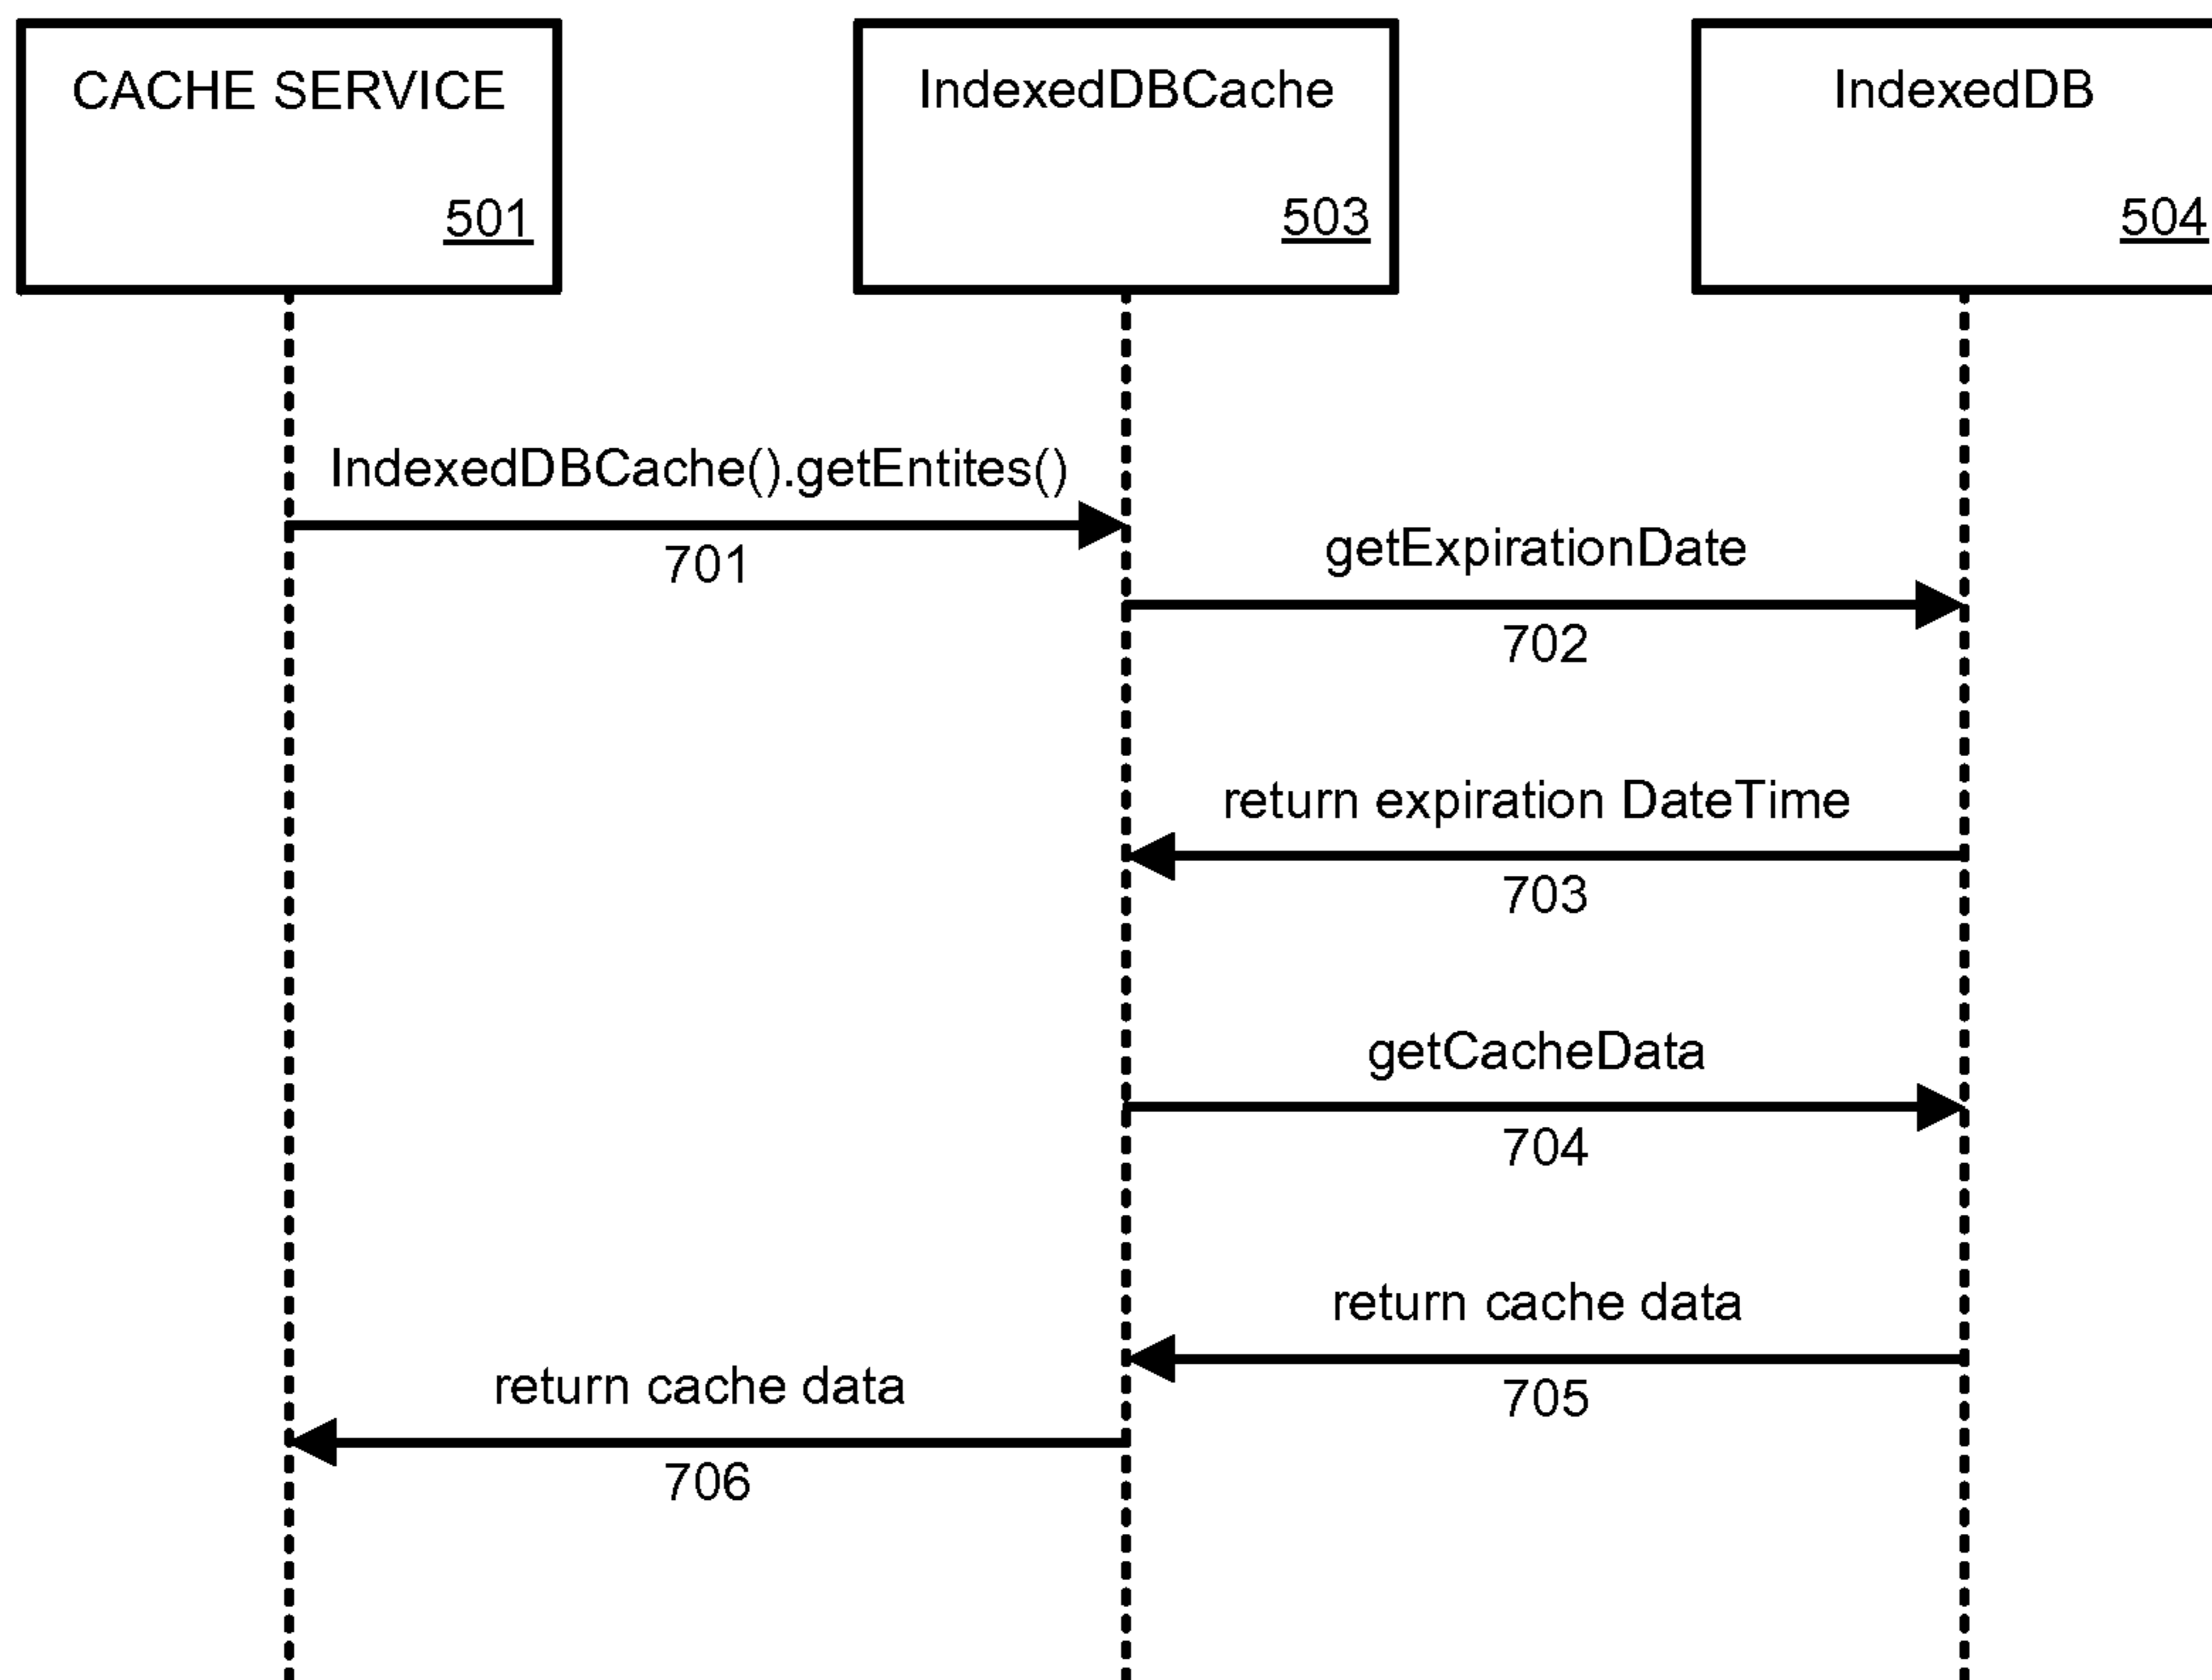 CACHE SERVICE
501
IndexedDBCache
503
IndexedDB
504
IndexedDBCache().getEntites()
701
getExpirationDate
702
return expiration DateTime
703
getCacheData
704
return cache data
705
return cache data
706